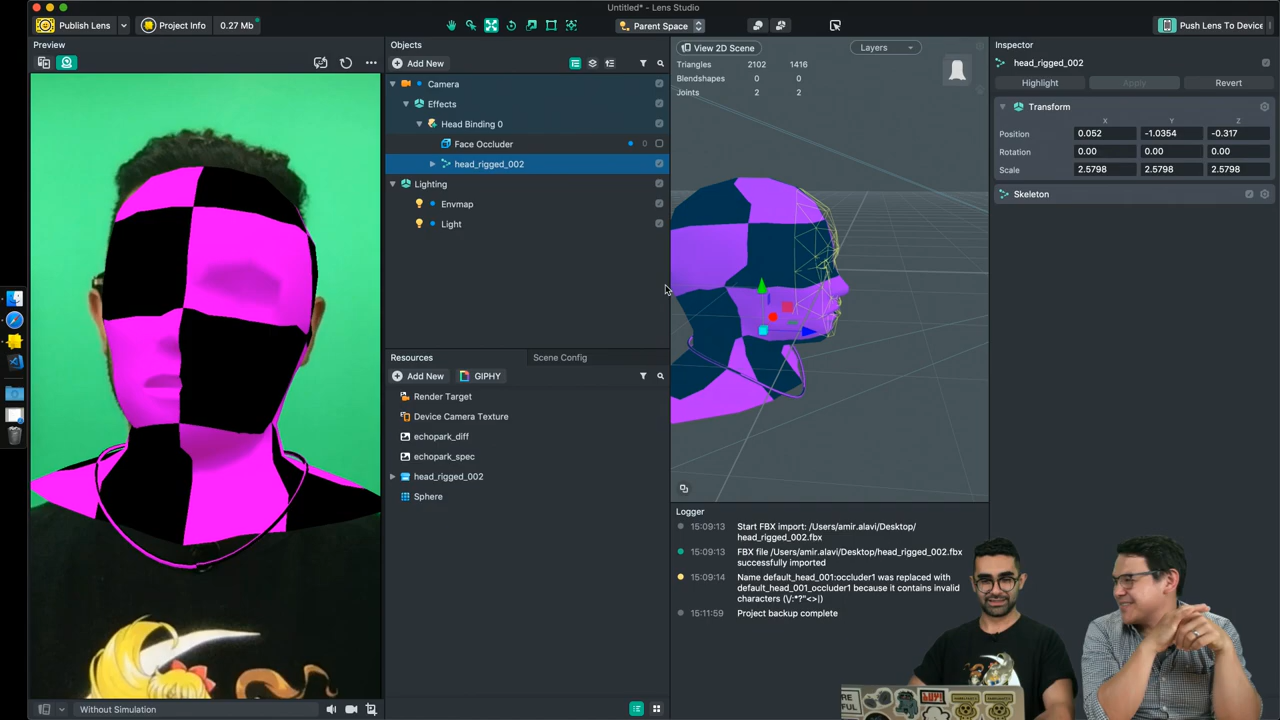 Untitled* - Lens Studio
Publish Lens
Project Info
0.27 Mb
Parent Space
Push Lens To Device
Preview
Objects
Add New
Camera
Effects
Head Binding 0
Face Occluder
0
head_rigged_002
Lighting
Envmap
Light
Resources
Scene Config
Add New
GIPHY
Render Target
Device Camera Texture
echopark_diff
echopark_spec
head_rigged_002
Sphere
Without Simulation
View 2D Scene
Layers
Triangles 2102 1416
Blendshapes 0 0
Joints 2 2
Logger
15:09:13 Start FBX import: /Users/amir.alavi/Desktop/
head_rigged_002.fbx
15:09:13 FBX file /Users/amir.alavi/Desktop/head_rigged_002.fbx
successfully imported
15:09:14 Name default_head_001:occluder1 was replaced with
default_head_001_occluder1 because it contains invalid
characters (\/:*?"<>|)
15:11:59 Project backup complete
Inspector
head_rigged_002
Highlight
Apply
Revert
Transform
X Y Z
Position 0.052 -1.0354 -0.317
Rotation 0.00 0.00 0.00
Scale 2.5798 2.5798 2.5798
Skeleton